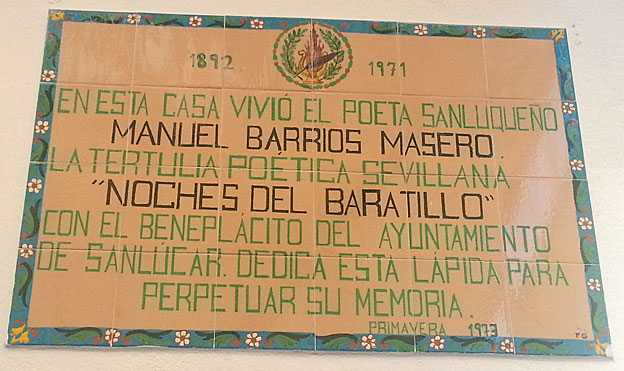 1892 1971
EN ESTA CASA VIVIÓ EL POETA SANLUQUEÑO
MANUEL BARRIOS MASERO.
LA TERTULIA POÉTICA SEVILLANA
"NOCHES DEL BARATILLO"
CON EL BENEPLÁCITO DEL AYUNTAMIENTO
DE SANLÚCAR. DEDICA ESTA LÁPIDA PARA
PERPETUAR SU MEMORIA.
PRIMAVERA 1973
F.G